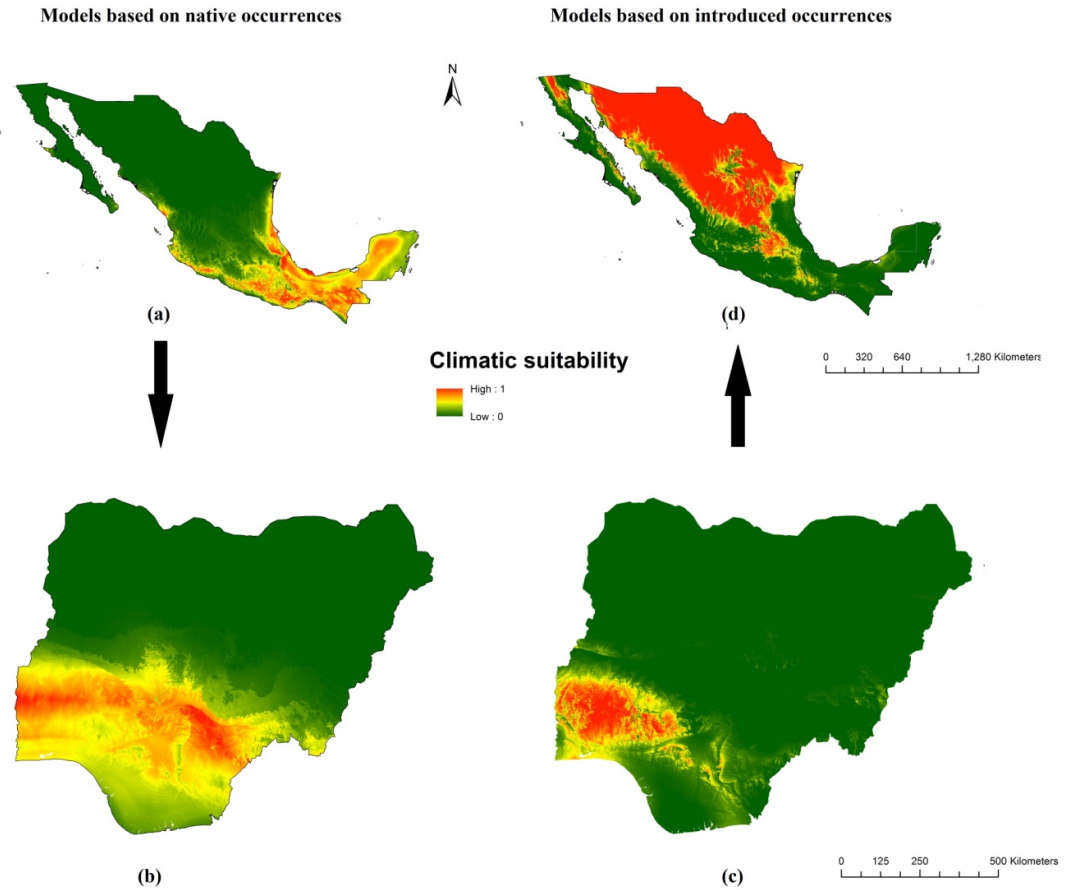 Models based on native occurrences
Models based on introduced occurrences
N
(a)
(d)
0 320 640 1,280 Kilometers
Climatic suitability
High : 1
Low : 0
(b)
(c)
0 125 250 500 Kilometers